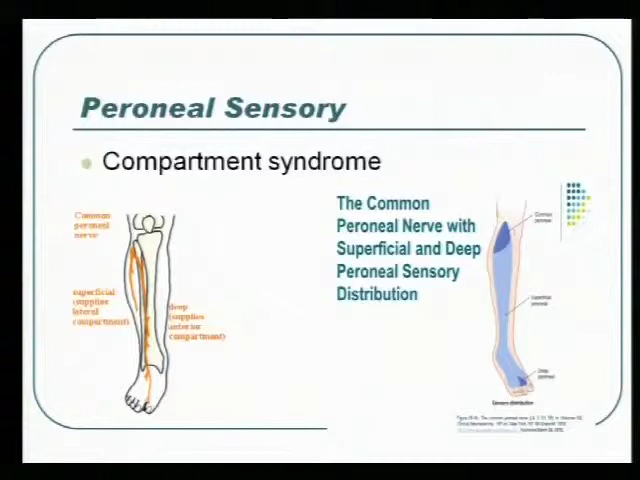 Peroneal Sensory
Compartment syndrome
Common
peroneal
nerve
superficial
(supplies
lateral
compartment)
deep
(supplies
anterior
compartment)
The Common
Peroneal Nerve with
Superficial and Deep
Peroneal Sensory
Distribution
Common
peroneal
Superficial
peroneal
Deep
peroneal
Sensory distribution